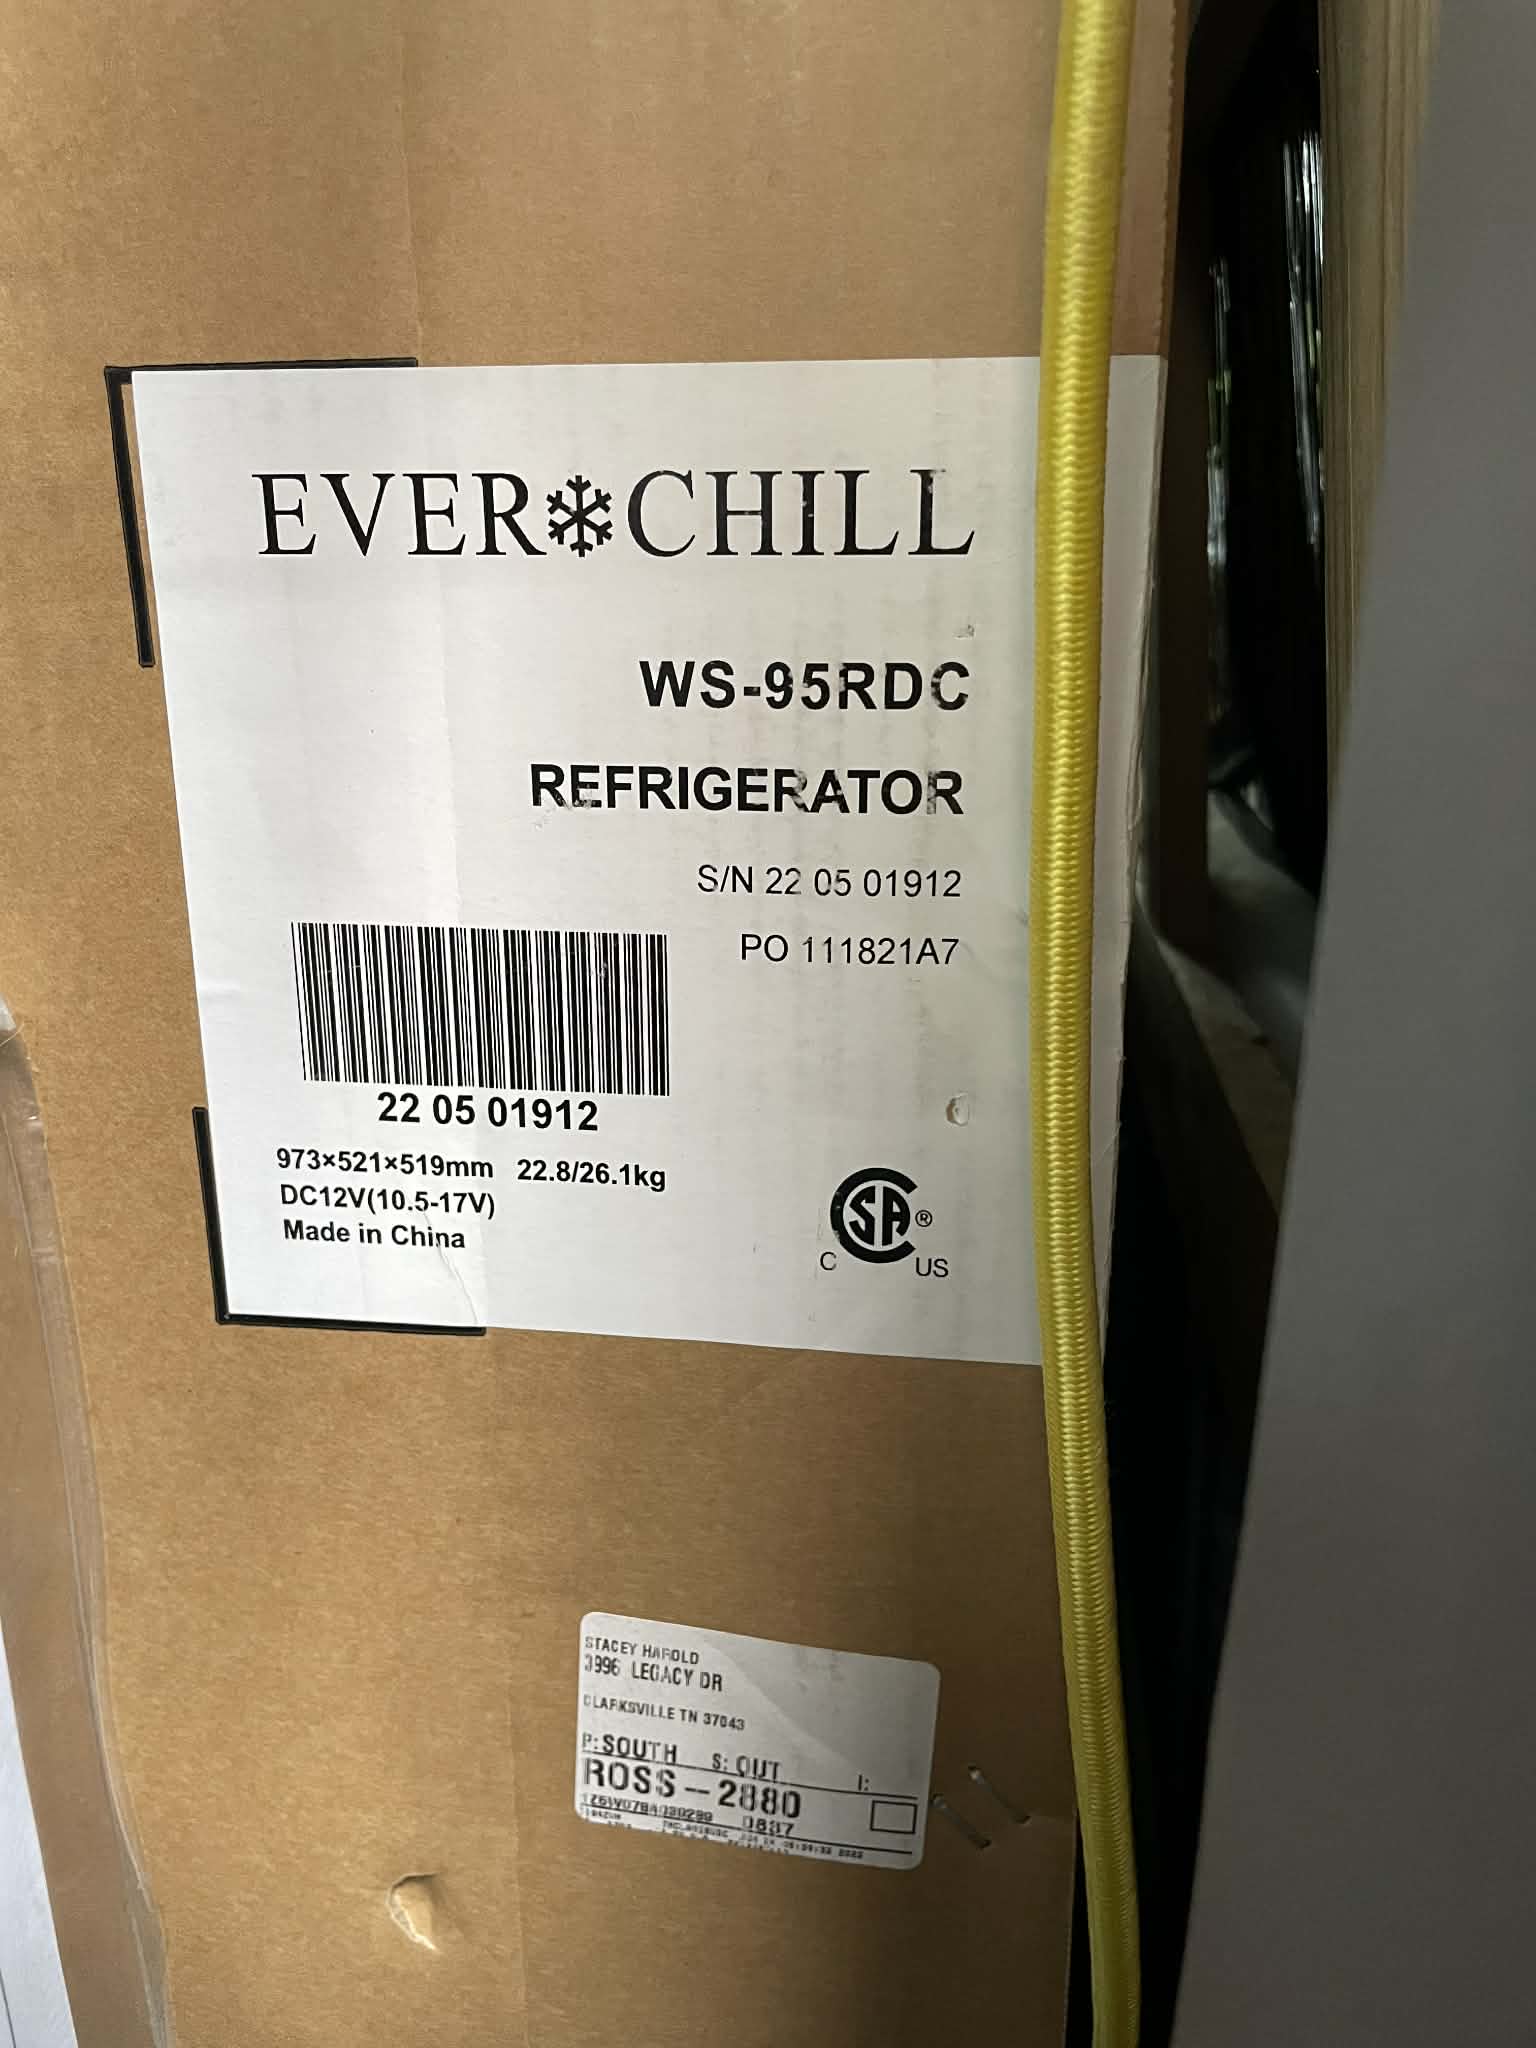 EVER CHILL
WS-95RDC
REFRIGERATOR
S/N 22 05 01912
PO 111821A7
22 05 01912
973×521×519mm 22.8/26.1kg
DC12V(10.5-17V)
Made in China
CSA®
C US
STACEY HAROLD
3996 LEGACY DR
CLARKSVILLE TN 37043
P: SOUTH S: OUT I:
ROSS-2880
0837